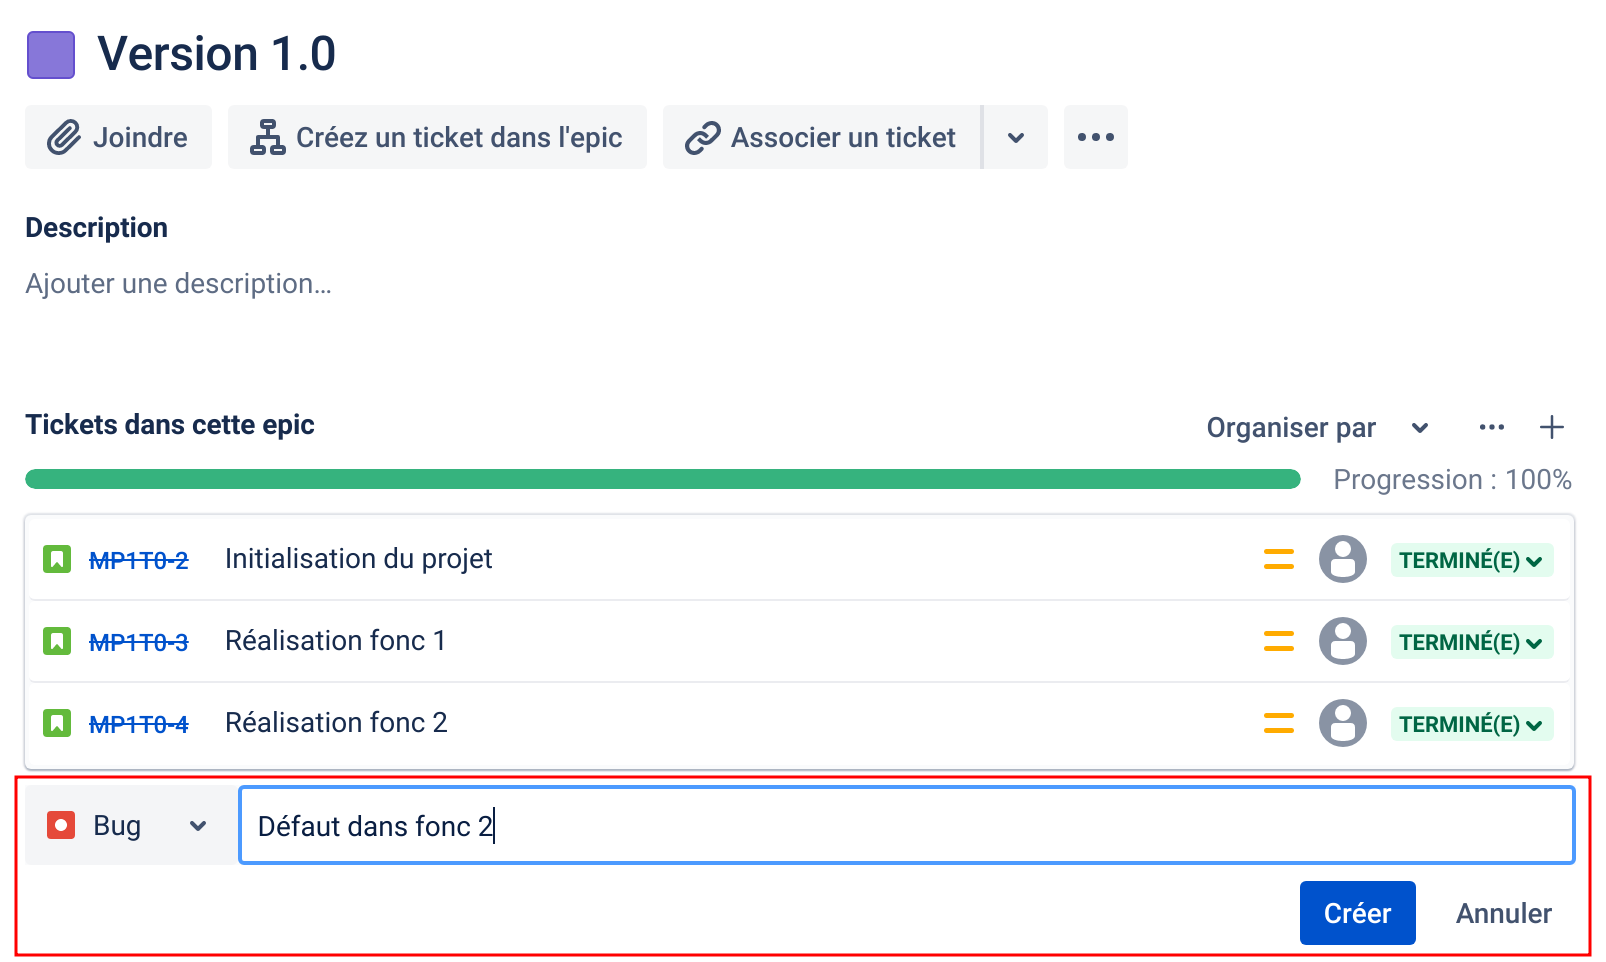 Version 1.0
Joindre
Créez un ticket dans l'epic
Associer un ticket
Description
Ajouter une description…
Tickets dans cette epic
Organiser par
Progression : 100%
MP1T0-2 Initialisation du projet TERMINÉ(E)
MP1T0-3 Réalisation fonc 1 TERMINÉ(E)
MP1T0-4 Réalisation fonc 2 TERMINÉ(E)
Bug Défaut dans fonc 2
Créer Annuler